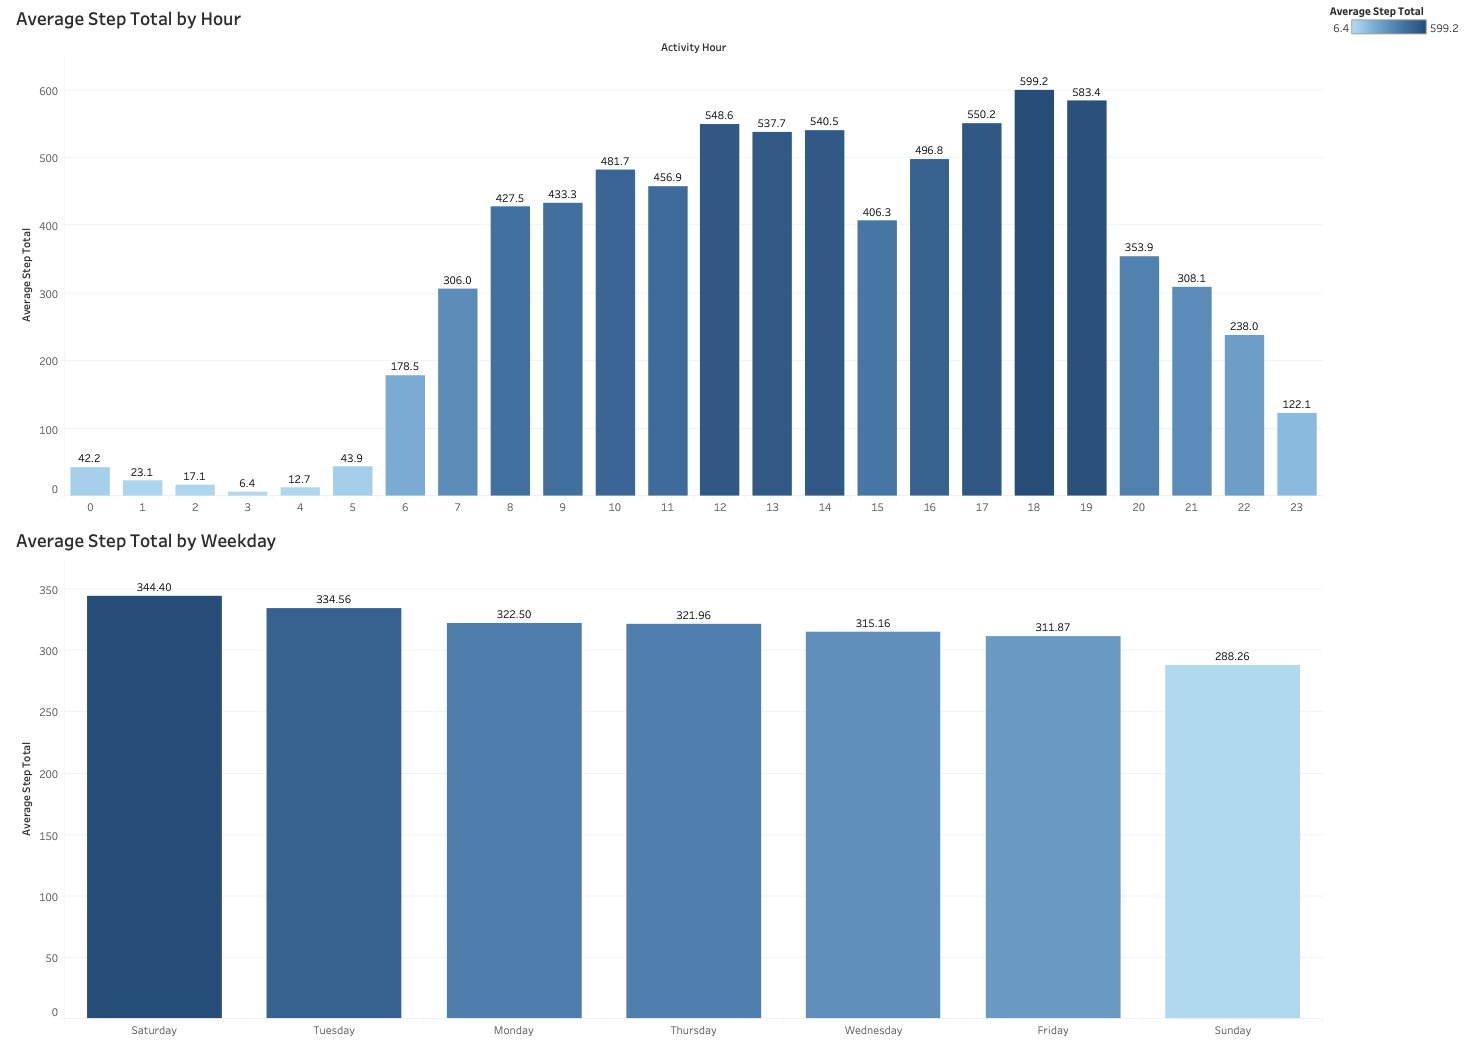 Average Step Total by Hour
Average Step Total
6.4 599.2
Activity Hour
Average Step Total
600
500
400
300
200
100
0
42.2 23.1 17.1 6.4 12.7 43.9 178.5 306.0 427.5 433.3 481.7 456.9 548.6 537.7 540.5 406.3 496.8 550.2 599.2 583.4 353.9 308.1 238.0 122.1
0 1 2 3 4 5 6 7 8 9 10 11 12 13 14 15 16 17 18 19 20 21 22 23
Average Step Total by Weekday
Average Step Total
350
300
250
200
150
100
50
0
344.40 334.56 322.50 321.96 315.16 311.87 288.26
Saturday Tuesday Monday Thursday Wednesday Friday Sunday